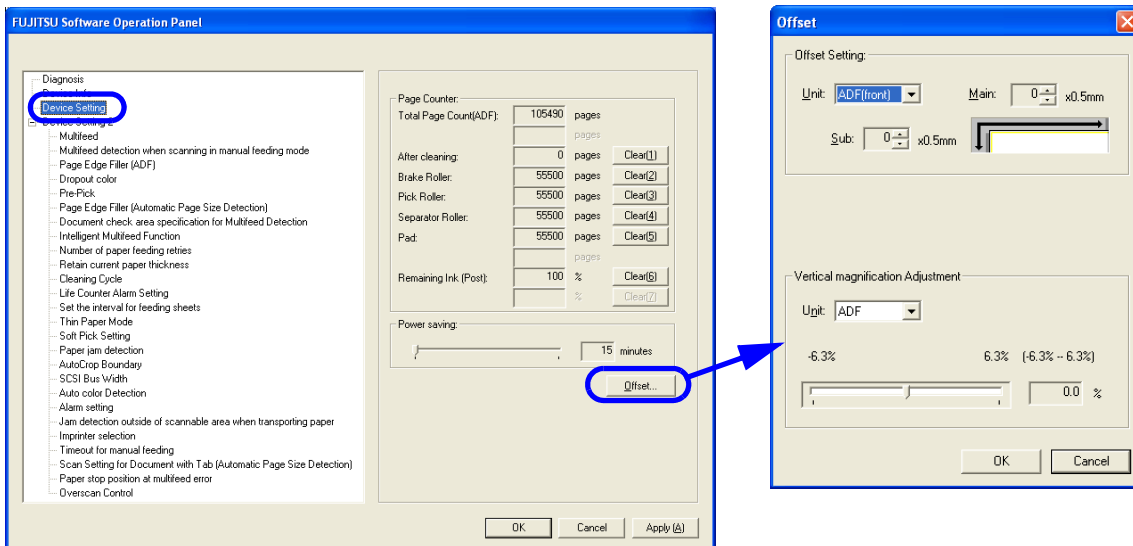 FUJITSU Software Operation Panel
Diagnosis
Device Info
Device Setting
Device Setting 2
Multifeed
Multifeed detection when scanning in manual feeding mode
Page Edge Filler (ADF)
Dropout color
Pre-Pick
Page Edge Filler (Automatic Page Size Detection)
Document check area specification for Multifeed Detection
Intelligent Multifeed Function
Number of paper feeding retries
Retain current paper thickness
Cleaning Cycle
Life Counter Alarm Setting
Set the interval for feeding sheets
Thin Paper Mode
Soft Pick Setting
Paper jam detection
AutoCrop Boundary
SCSI Bus Width
Auto color Detection
Alarm setting
Jam detection outside of scannable area when transporting paper
Imprinter selection
Timeout for manual feeding
Scan Setting for Document with Tab (Automatic Page Size Detection)
Paper stop position at multifeed error
Overscan Control
Page Counter:
Total Page Count(ADF): 105490 pages
pages
After cleaning: 0 pages Clear(1)
Brake Roller: 55500 pages Clear(2)
Pick Roller: 55500 pages Clear(3)
Separator Roller: 55500 pages Clear(4)
Pad: 55500 pages Clear(5)
pages
Remaining Ink (Post): 100 % Clear(6)
% Clear(7)
Power saving:
15 minutes
Offset...
OK Cancel Apply (A)
Offset
Offset Setting:
Unit: ADF(front) Main: 0 x0.5mm
Sub: 0 x0.5mm
Vertical magnification Adjustment
Unit: ADF
-6.3% 6.3% (-6.3% -- 6.3%)
0.0 %
OK Cancel